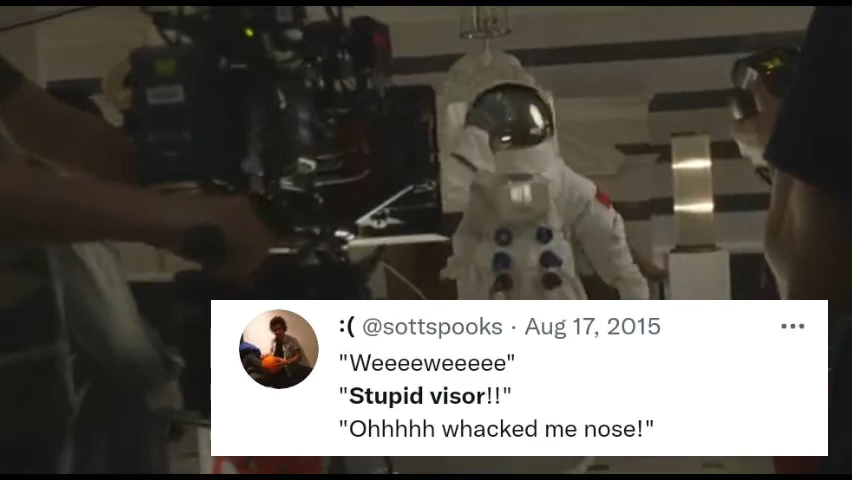 :( @sottspooks · Aug 17, 2015
"Weeeeweeeee"
"Stupid visor!!"
"Ohhhhh whacked me nose!"